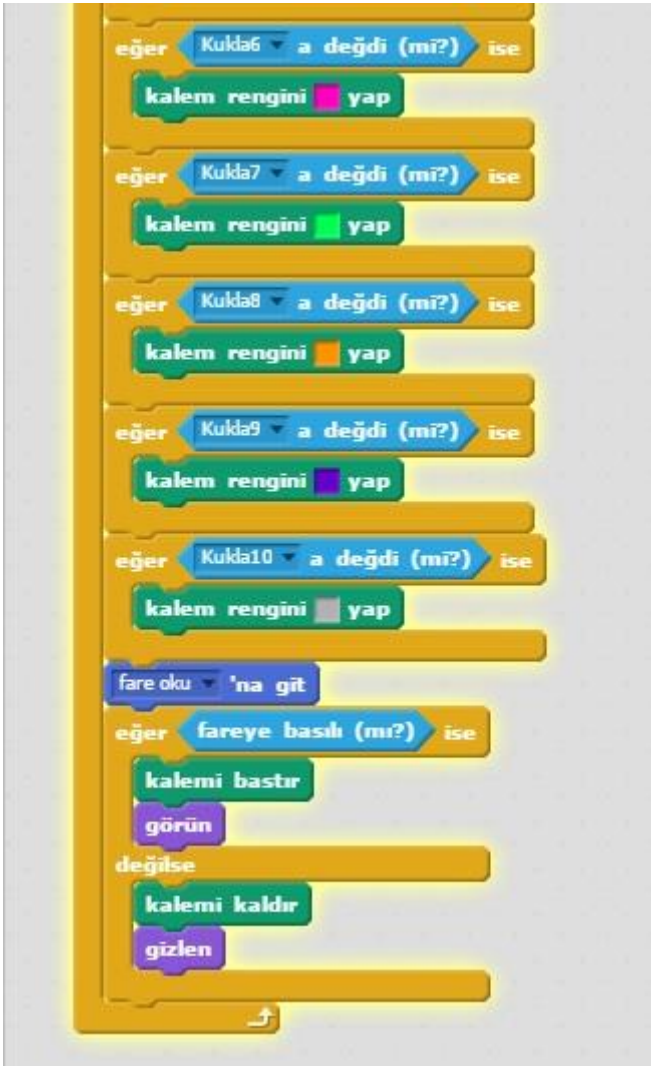 eğer Kukla6 a değdi (mi?) ise
kalem rengini yap
eğer Kukla7 a değdi (mi?) ise
kalem rengini yap
eğer Kukla8 a değdi (mi?) ise
kalem rengini yap
eğer Kukla9 a değdi (mi?) ise
kalem rengini yap
eğer Kukla10 a değdi (mi?) ise
kalem rengini yap
fare oku 'na git
eğer fareye basılı (mı?) ise
kalemi bastır
görün
değilse
kalemi kaldır
gizlen